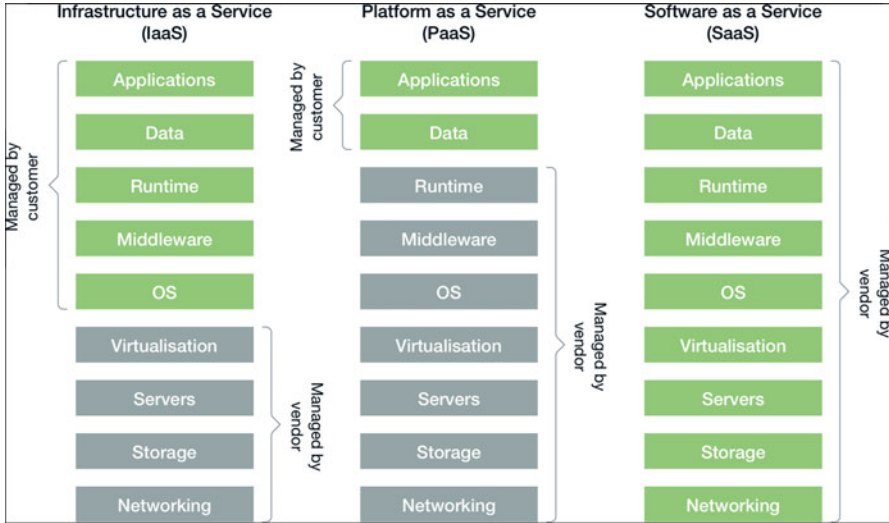 Infrastructure as a Service
(IaaS)
Managed by
customer
Applications
Data
Runtime
Middleware
OS
Virtualisation
Servers
Storage
Networking
Managed by
vendor
Platform as a Service
(PaaS)
Managed by
customer
Applications
Data
Runtime
Middleware
OS
Virtualisation
Servers
Storage
Networking
Managed by
vendor
Software as a Service
(SaaS)
Applications
Data
Runtime
Middleware
OS
Virtualisation
Servers
Storage
Networking
Managed by
vendor